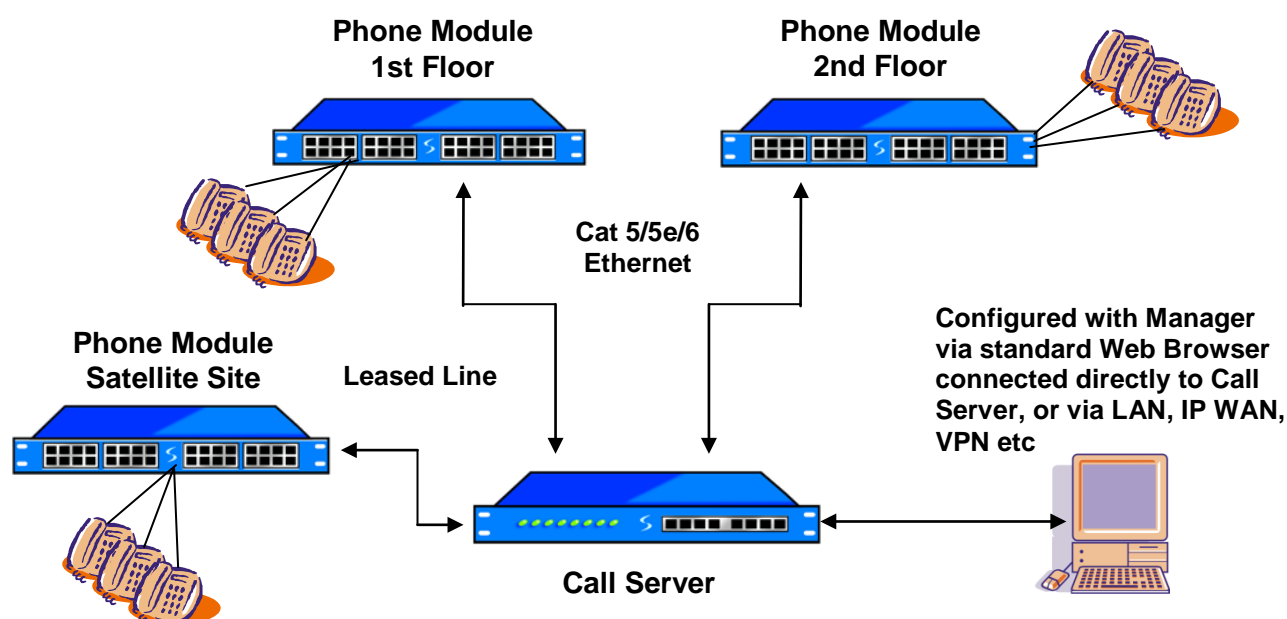 Phone Module
1st Floor
Phone Module
2nd Floor
Cat 5/5e/6
Ethernet
Phone Module
Satellite Site
Leased Line
Configured with Manager
via standard Web Browser
connected directly to Call
Server, or via LAN, IP WAN,
VPN etc
Call Server